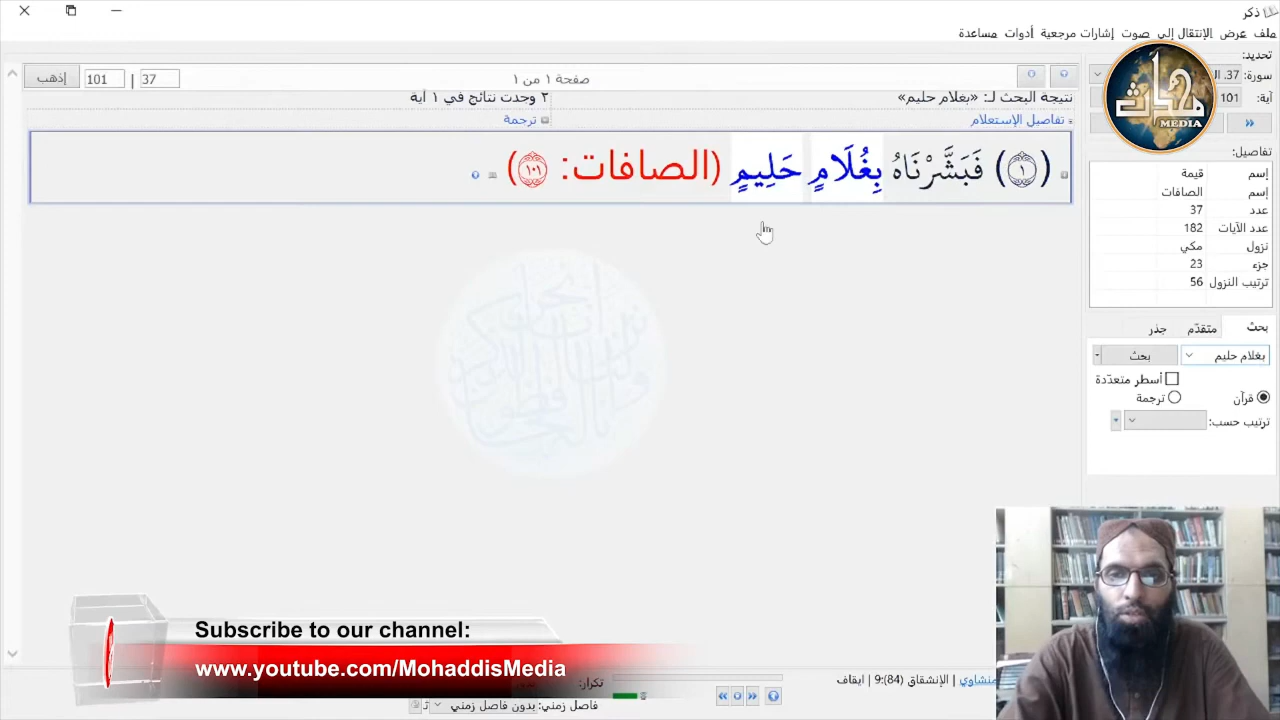 ذكر
ملف عرض الإنتقال إلى صوت إشارات مرجعية أدوات مساعدة
تحديد:
سورة: 37. ال
آية: 101
»
MEDIA
إذهب 101 | 37
صفحة ١ من ١
نتيجة البحث لـ: «بغلام حليم»
٢ وجدت نتائج في ١ آية
تفاصيل الإستعلام
ترجمة
(١) فَبَشَّرْنَاهُ بِغُلَامٍ حَلِيمٍ (الصافات: ١٠١)
تفاصيل:
إسم قيمة
إسم الصافات
عدد 37
عدد الآيات 182
نزول مكي
جزء 23
ترتيب النزول 56
بحث متقدّم جذر
بغلام حليم بحث
أسطر متعدّدة
قرآن ترجمة
ترتيب حسب:
Subscribe to our channel:
www.youtube.com/MohaddisMedia
منشاوي | الإنشقاق (84):9 | ايقاف
تكرار:
فاصل زمني: بدون فاصل زمني